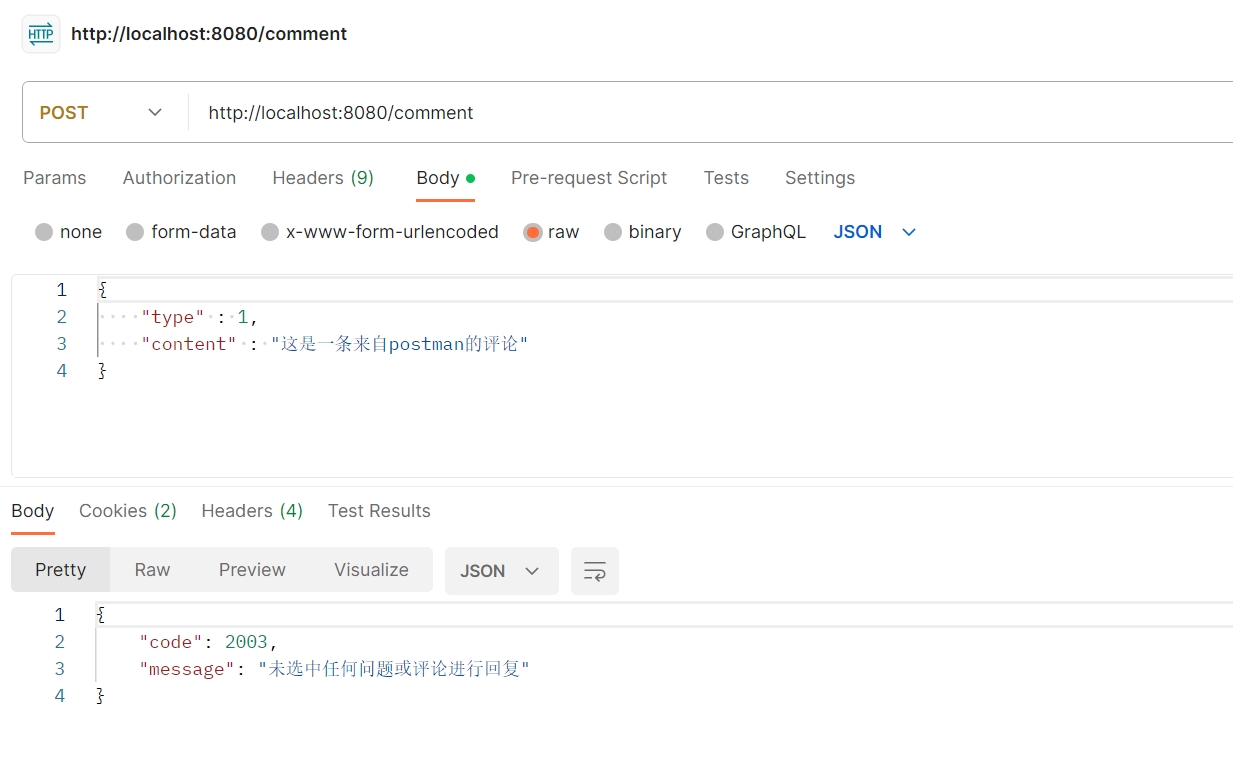 HTTP http://localhost:8080/comment
POST http://localhost:8080/comment
Params Authorization Headers (9) Body Pre-request Script Tests Settings
none form-data x-www-form-urlencoded raw binary GraphQL JSON
1 {
2 "type" : 1,
3 "content" : "这是一条来自postman的评论"
4 }
Body Cookies (2) Headers (4) Test Results
Pretty Raw Preview Visualize JSON
1 {
2 "code": 2003,
3 "message": "未选中任何问题或评论进行回复"
4 }